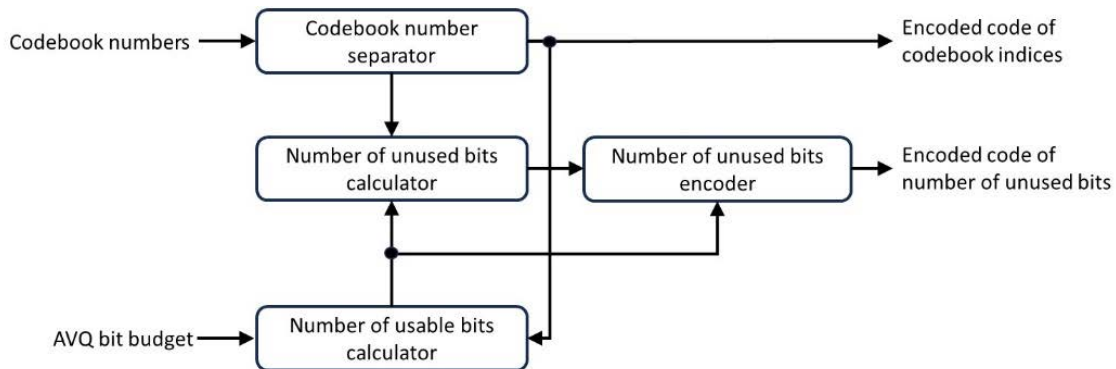 Codebook numbers
Codebook number
separator
Encoded code of
codebook indices
Number of unused bits
calculator
Number of unused bits
encoder
Encoded code of
number of unused bits
AVQ bit budget
Number of usable bits
calculator